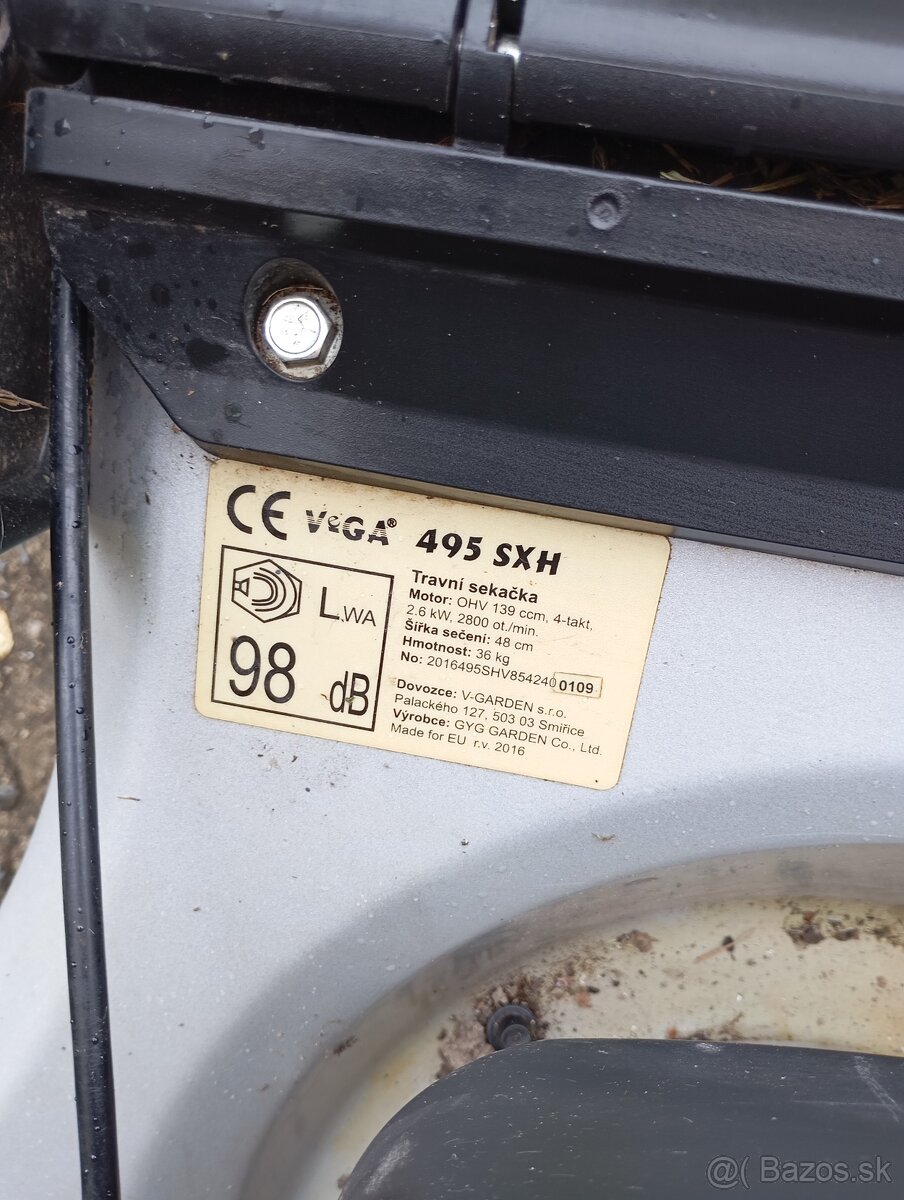 CE VeGA® 495 SXH
LWA
98 dB
Travní sekačka
Motor: OHV 139 ccm, 4-takt,
2.6 kW, 2800 ot./min.
Šířka sečení: 48 cm
Hmotnost: 36 kg
No: 2016495SHV854240 0109
Dovozce: V-GARDEN s.r.o.
Palackého 127, 503 03 Smiřice
Výrobce: GYG GARDEN Co., Ltd.
Made for EU r.v. 2016
@( Bazos.sk